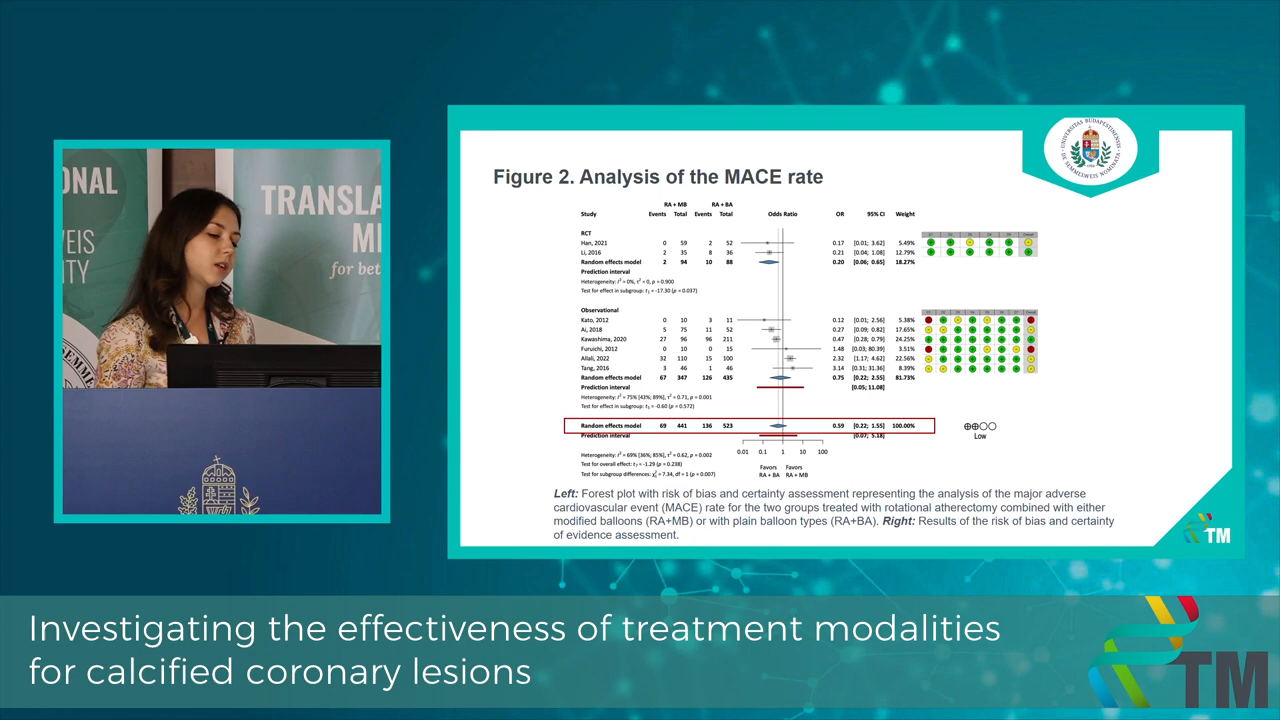 ONAL
VEIS
TY
TRANSLA
ME
for bet
UNIVERSITAS BUDAPESTINENSIS DE SEMMELWEIS NOMINATA
Figure 2. Analysis of the MACE rate
RA + MB RA + BA
Study Events Total Events Total Odds Ratio OR 95% CI Weight
RCT
Han, 2021 0 59 2 52 0.17 [0.01; 3.62] 5.49%
Li, 2016 2 35 8 36 0.21 [0.04; 1.08] 12.79%
Random effects model 2 94 10 88 0.20 [0.06; 0.65] 18.27%
Prediction interval
Heterogeneity: I² = 0%, τ² = 0, p = 0.900
Test for effect in subgroup: t₁ = -17.30 (p = 0.037)
Observational
Kato, 2012 0 10 3 11 0.12 [0.01; 2.56] 5.38%
Ai, 2018 5 75 11 52 0.27 [0.09; 0.82] 17.65%
Kawashima, 2020 27 96 96 211 0.47 [0.28; 0.79] 24.25%
Furuichi, 2012 0 10 0 15 1.48 [0.03; 80.39] 3.51%
Allali, 2022 32 110 15 100 2.32 [1.17; 4.62] 22.56%
Tang, 2016 3 46 1 46 3.14 [0.31; 31.36] 8.39%
Random effects model 67 347 126 435 0.75 [0.22; 2.55] 81.73%
Prediction interval [0.05; 11.08]
Heterogeneity: I² = 75% [43%; 89%], τ² = 0.71, p = 0.001
Test for effect in subgroup: t₅ = -0.60 (p = 0.572)
Random effects model 69 441 136 523 0.59 [0.22; 1.55] 100.00%
Prediction interval [0.07; 5.18]
Low
0.01 0.1 1 10 100
Heterogeneity: I² = 69% [36%; 85%], τ² = 0.62, p = 0.002
Test for overall effect: t₇ = -1.29 (p = 0.238)
Test for subgroup differences: χ₁² = 7.34, df = 1 (p = 0.007)
Favors Favors
RA + BA RA + MB
Left: Forest plot with risk of bias and certainty assessment representing the analysis of the major adverse
cardiovascular event (MACE) rate for the two groups treated with rotational atherectomy combined with either
modified balloons (RA+MB) or with plain balloon types (RA+BA). Right: Results of the risk of bias and certainty
of evidence assessment.
TM
Investigating the effectiveness of treatment modalities
for calcified coronary lesions
TM